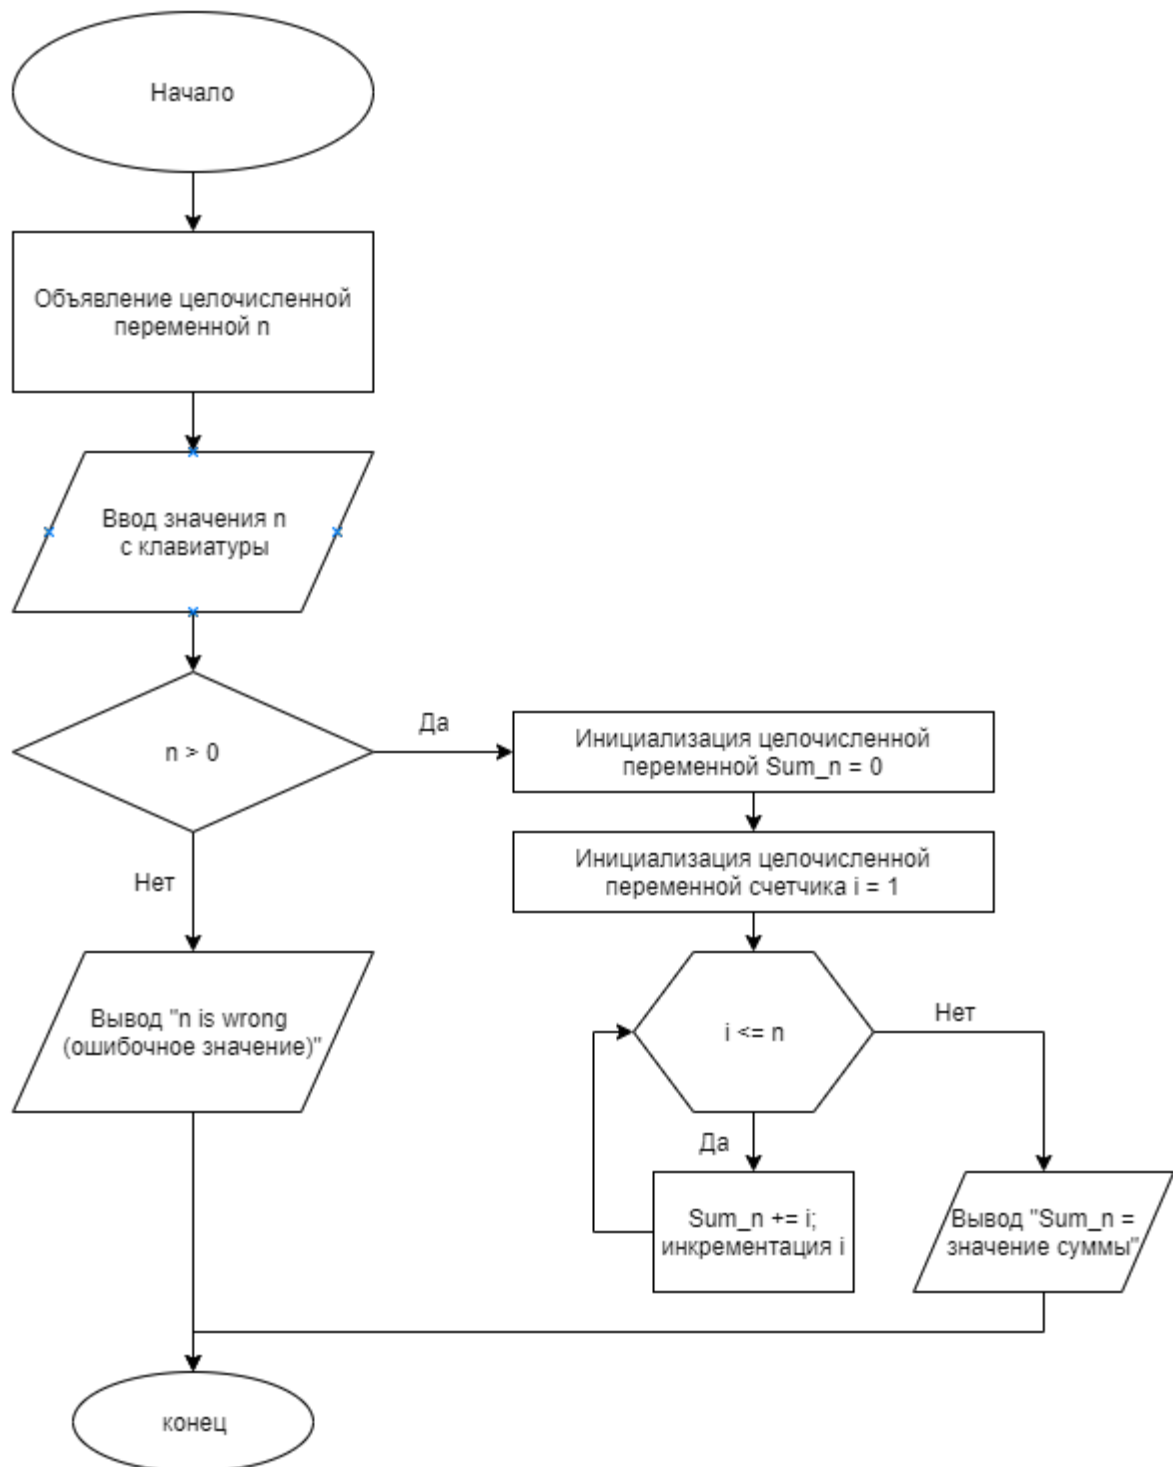 Начало
Объявление целочисленной
переменной n
Ввод значения n
с клавиатуры
n > 0
Да
Инициализация целочисленной
переменной Sum_n = 0
Инициализация целочисленной
переменной счетчика i = 1
Нет
Вывод "n is wrong
(ошибочное значение)"
i <= n
Нет
Да
Sum_n += i;
инкрементация i
Вывод "Sum_n =
значение суммы"
конец